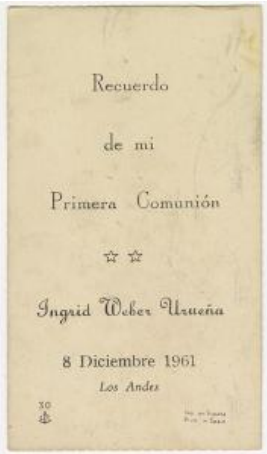 Recuerdo
de mi
Primera Comunión
☆ ☆
Ingrid Weber Urueña
8 Diciembre 1961
Los Andes